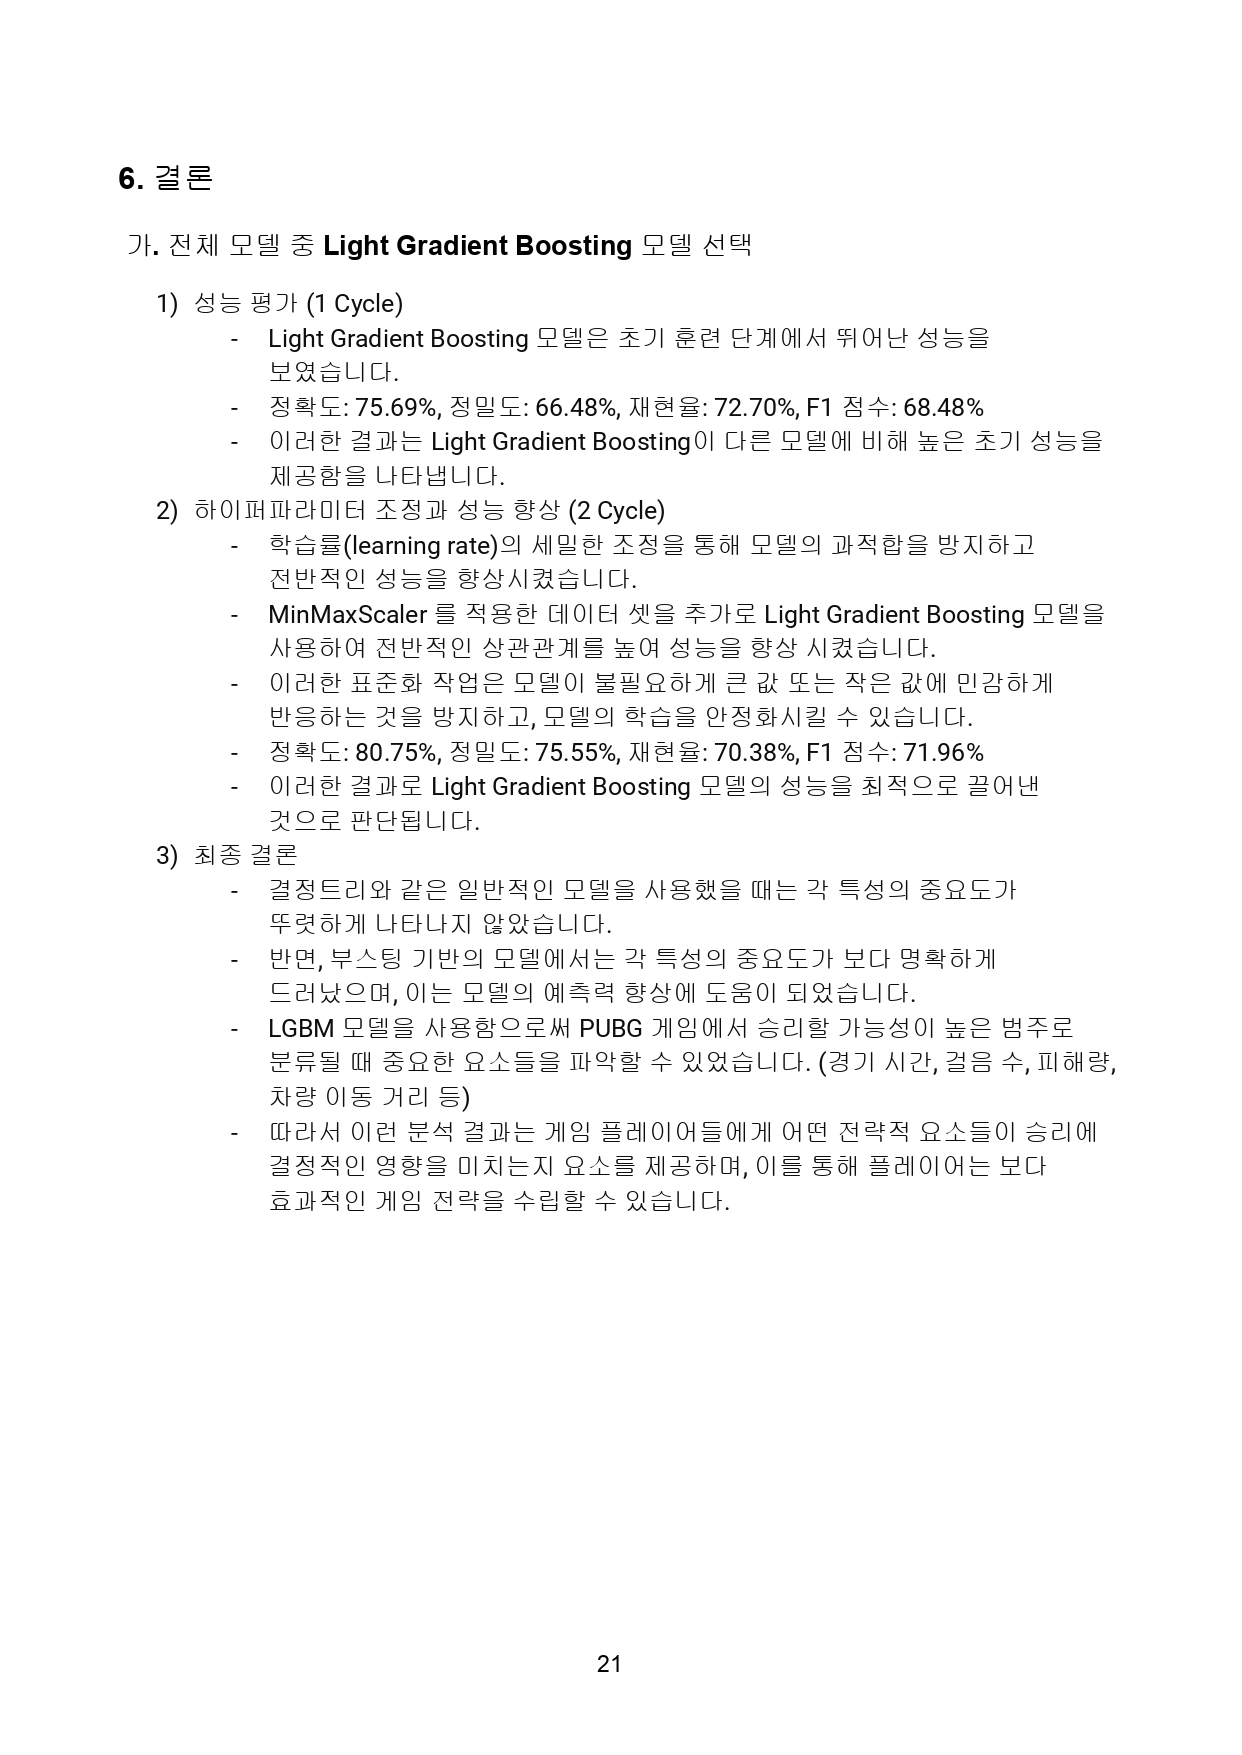 6. 결론
가. 전체 모델 중 Light Gradient Boosting 모델 선택
1) 성능 평가 (1 Cycle)
- Light Gradient Boosting 모델은 초기 훈련 단계에서 뛰어난 성능을
보였습니다.
- 정확도: 75.69%, 정밀도: 66.48%, 재현율: 72.70%, F1 점수: 68.48%
- 이러한 결과는 Light Gradient Boosting이 다른 모델에 비해 높은 초기 성능을
제공함을 나타냅니다.
2) 하이퍼파라미터 조정과 성능 향상 (2 Cycle)
- 학습률(learning rate)의 세밀한 조정을 통해 모델의 과적합을 방지하고
전반적인 성능을 향상시켰습니다.
- MinMaxScaler 를 적용한 데이터 셋을 추가로 Light Gradient Boosting 모델을
사용하여 전반적인 상관관계를 높여 성능을 향상 시켰습니다.
- 이러한 표준화 작업은 모델이 불필요하게 큰 값 또는 작은 값에 민감하게
반응하는 것을 방지하고, 모델의 학습을 안정화시킬 수 있습니다.
- 정확도: 80.75%, 정밀도: 75.55%, 재현율: 70.38%, F1 점수: 71.96%
- 이러한 결과로 Light Gradient Boosting 모델의 성능을 최적으로 끌어낸
것으로 판단됩니다.
3) 최종 결론
- 결정트리와 같은 일반적인 모델을 사용했을 때는 각 특성의 중요도가
뚜렷하게 나타나지 않았습니다.
- 반면, 부스팅 기반의 모델에서는 각 특성의 중요도가 보다 명확하게
드러났으며, 이는 모델의 예측력 향상에 도움이 되었습니다.
- LGBM 모델을 사용함으로써 PUBG 게임에서 승리할 가능성이 높은 범주로
분류될 때 중요한 요소들을 파악할 수 있었습니다. (경기 시간, 걸음 수, 피해량,
차량 이동 거리 등)
- 따라서 이런 분석 결과는 게임 플레이어들에게 어떤 전략적 요소들이 승리에
결정적인 영향을 미치는지 요소를 제공하며, 이를 통해 플레이어는 보다
효과적인 게임 전략을 수립할 수 있습니다.
21